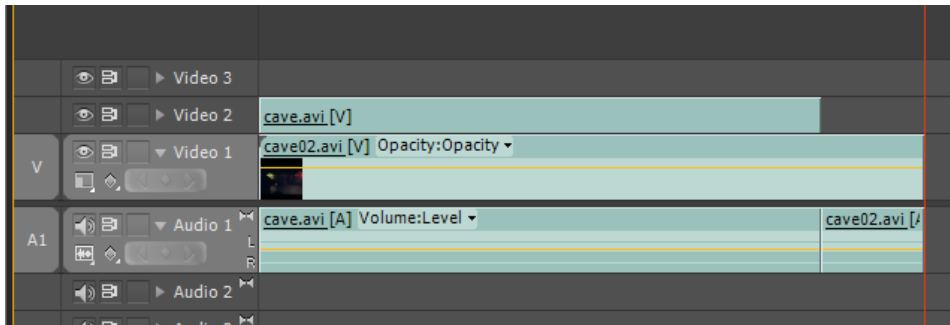 Video 3
Video 2
cave.avi [V]
V
Video 1
cave02.avi [V] Opacity:Opacity
A1
Audio 1
L
R
cave.avi [A] Volume:Level
cave02.avi [A
Audio 2